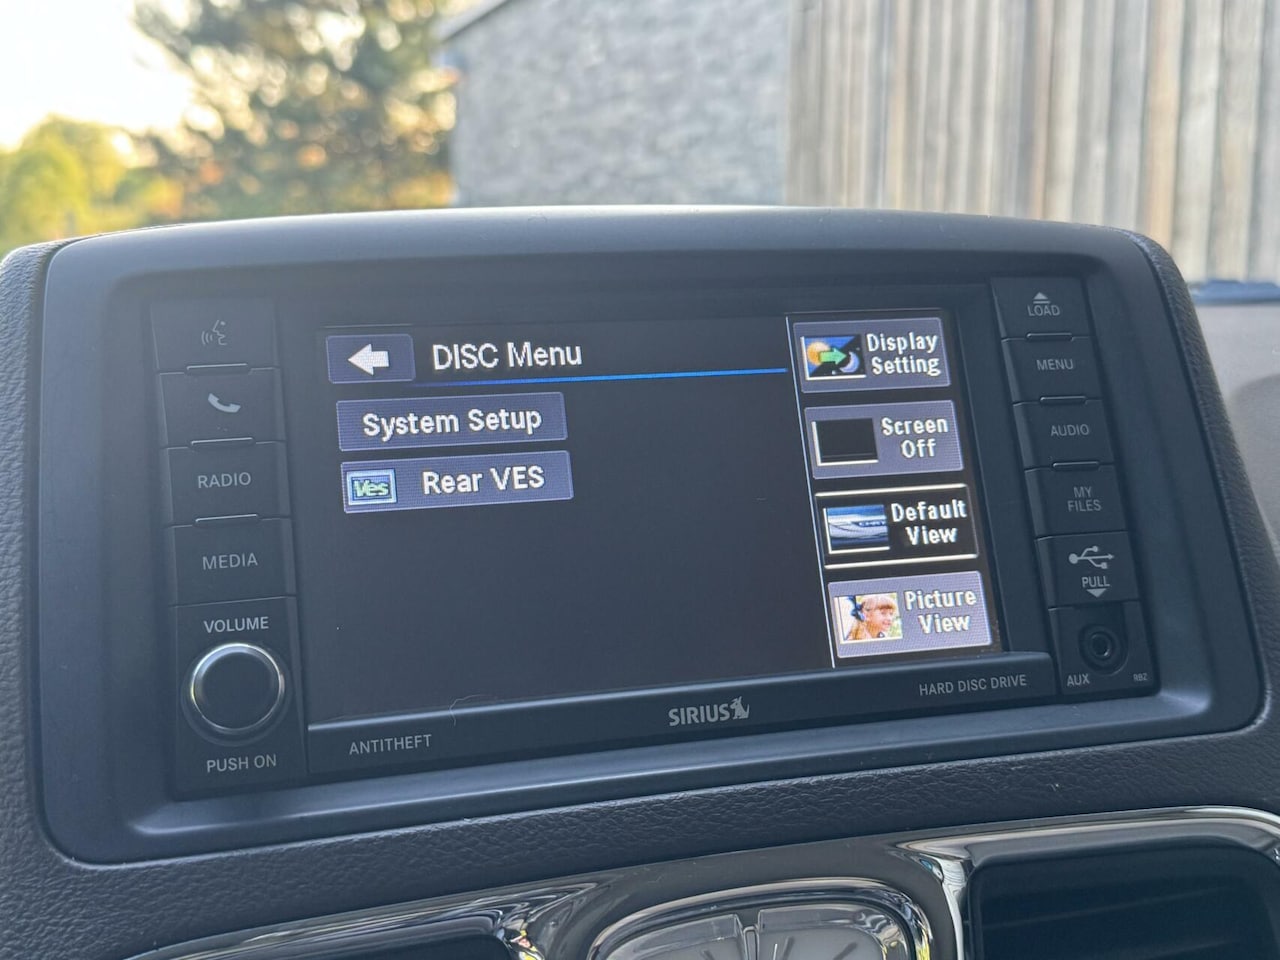 LOAD
MENU
AUDIO
MY
FILES
PULL
AUX
RBZ
RADIO
MEDIA
VOLUME
PUSH ON
DISC Menu
System Setup
Ves
Rear VES
Display
Setting
Screen
Off
Default
View
Picture
View
ANTITHEFT
SIRIUS
HARD DISC DRIVE